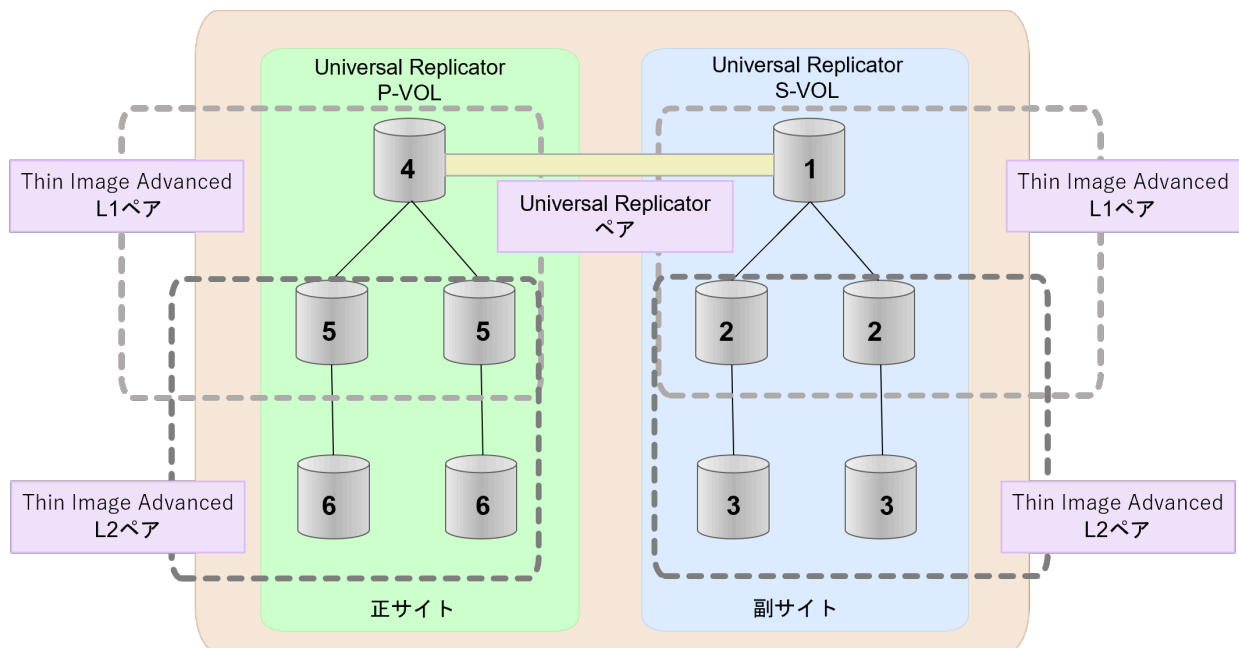 Universal Replicator
P-VOL
Universal Replicator
S-VOL
4
1
Thin Image Advanced
L1ペア
Universal Replicator
ペア
Thin Image Advanced
L1ペア
5
5
2
2
Thin Image Advanced
L2ペア
6
6
3
3
Thin Image Advanced
L2ペア
正サイト
副サイト